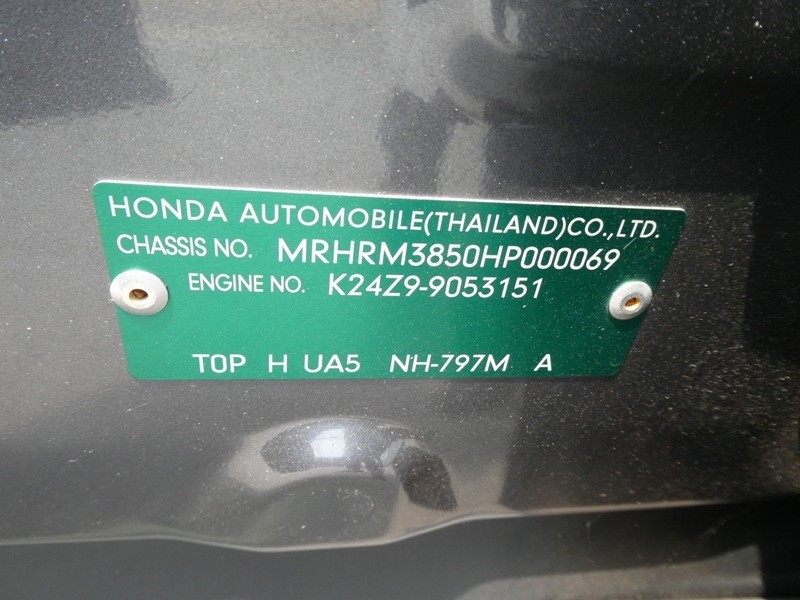 HONDA AUTOMOBILE(THAILAND)CO.,LTD.
CHASSIS NO. MRHRM3850HP000069
ENGINE NO. K24Z9-9053151
TOP H UA5 NH-797M A